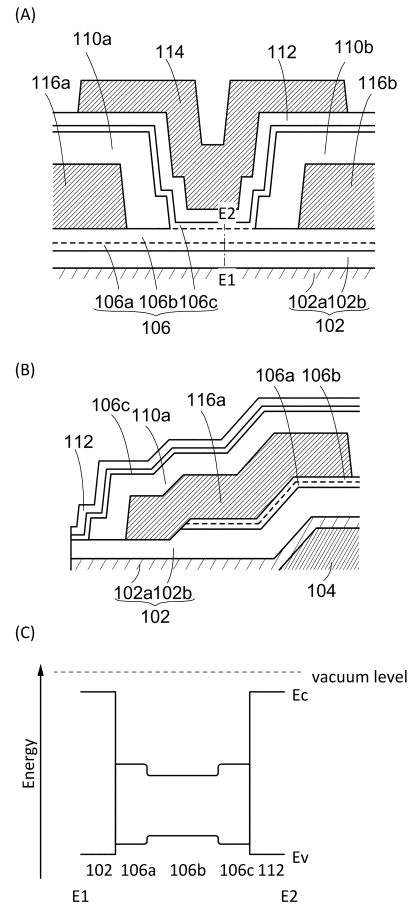 (A)
110a
114
112
110b
116a
116b
E2
E1
106a 106b 106c
106
102a 102b
102
(B)
106a 106b
116a
110a
106c
112
102a 102b
102
104
(C)
vacuum level
Ec
Energy
Ev
102 106a 106b 106c 112
E1 E2